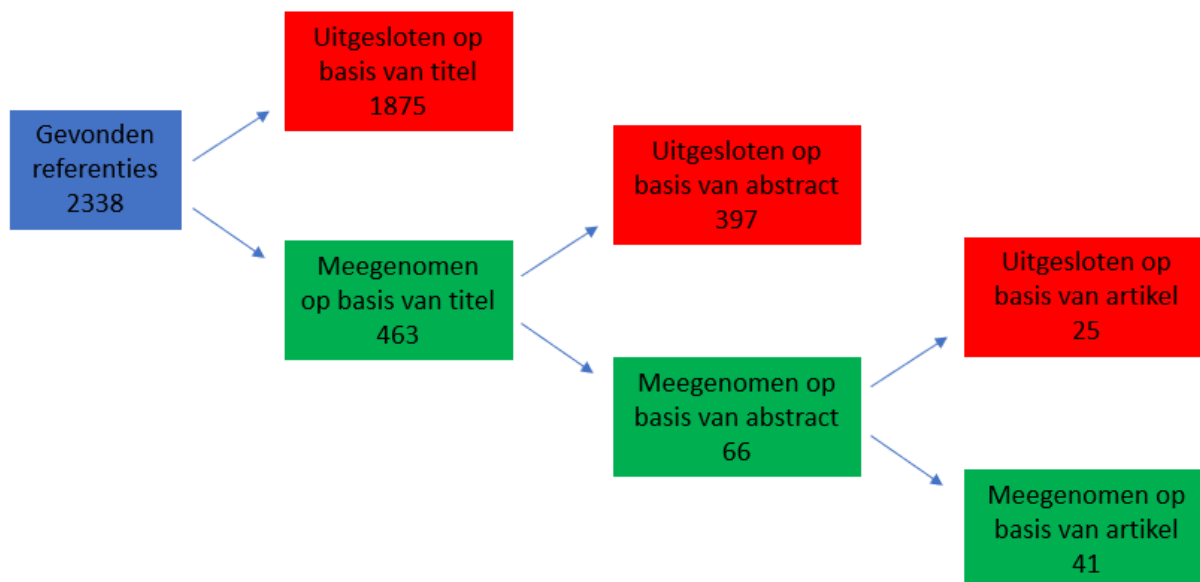 Gevonden
referenties
2338
Uitgesloten op
basis van titel
1875
Meegenomen
op basis van titel
463
Uitgesloten op
basis van abstract
397
Meegenomen op
basis van abstract
66
Uitgesloten op
basis van artikel
25
Meegenomen op
basis van artikel
41